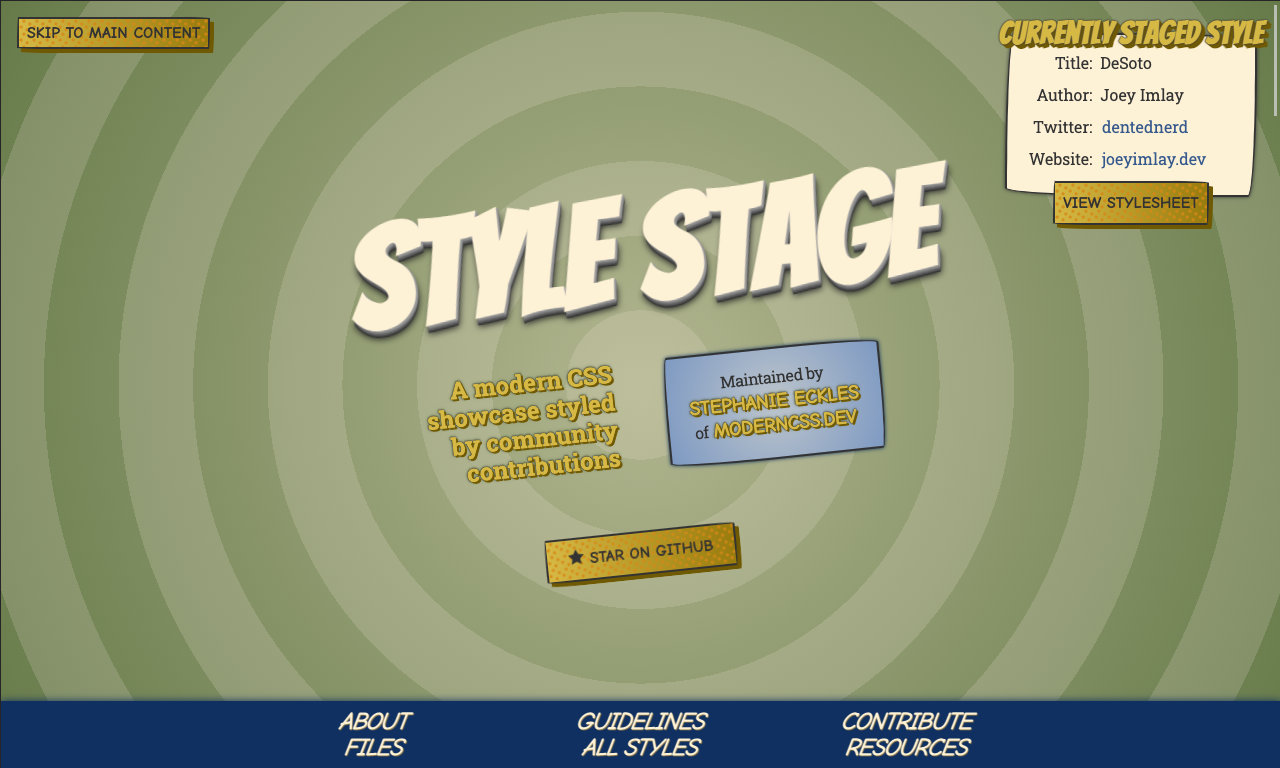 SKIP TO MAIN CONTENT
CURRENTLY STAGED STYLE
Title: DeSoto
Author: Joey Imlay
Twitter: dentednerd
Website: joeyimlay.dev
VIEW STYLESHEET
STYLE STAGE
A modern CSS
showcase styled
by community
contributions
Maintained by
STEPHANIE ECKLES
of MODERNCSS.DEV
STAR ON GITHUB
ABOUT
GUIDELINES
CONTRIBUTE
FILES
ALL STYLES
RESOURCES